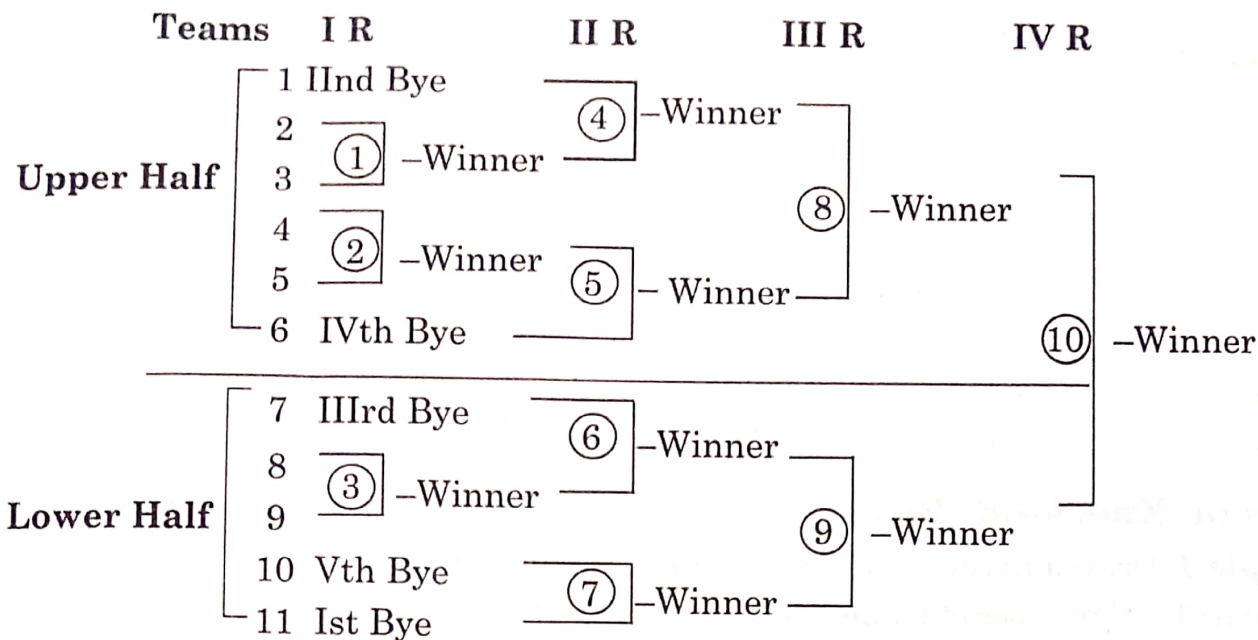 Teams I R II R III R IV R
1 IInd Bye
④ –Winner
2
① –Winner
Upper Half
3
⑧ –Winner
4
② –Winner
5
⑤ – Winner
6 IVth Bye
⑩ –Winner
7 IIIrd Bye
⑥ –Winner
8
③ –Winner
Lower Half
9
⑨ –Winner
10 Vth Bye
⑦ –Winner
11 Ist Bye